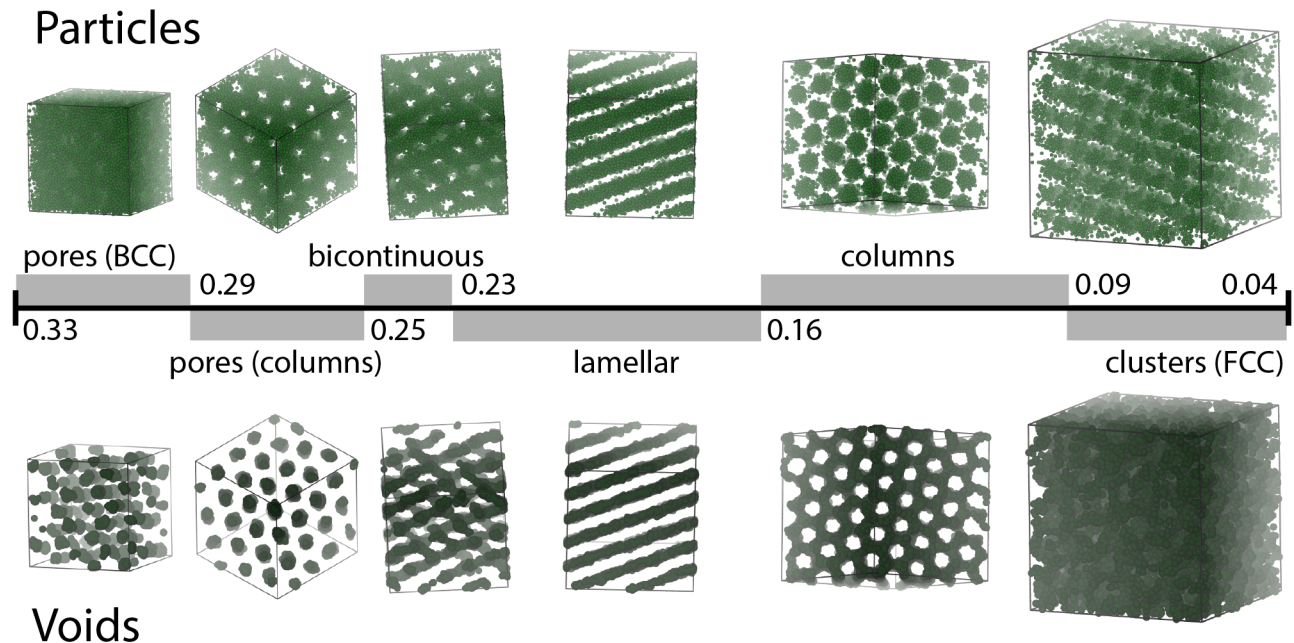 Particles
pores (BCC)
bicontinuous
columns
0.29
0.23
0.09
0.04
0.33
0.25
0.16
pores (columns)
lamellar
clusters (FCC)
Voids